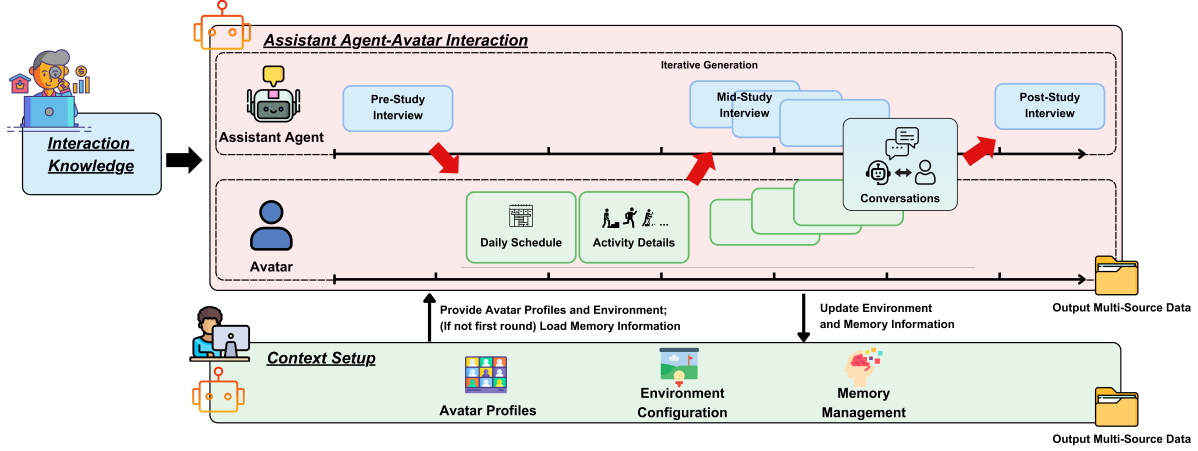 Assistant Agent-Avatar Interaction
Iterative Generation
Pre-Study
Interview
Mid-Study
Interview
Post-Study
Interview
Assistant Agent
Interaction
Knowledge
Conversations
Daily Schedule
Activity Details
...
Avatar
Output Multi-Source Data
Provide Avatar Profiles and Environment;
(If not first round) Load Memory Information
Update Environment
and Memory Information
Context Setup
Avatar Profiles
Environment
Configuration
Memory
Management
Output Multi-Source Data